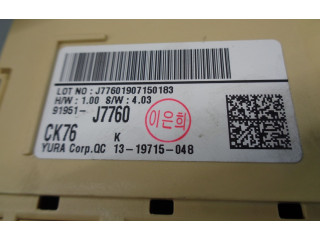 LOT NO : J77601907150183
H/W : 1.00 S/W : 4.03
91951- J7760
이은희
CK76 K
YURA Corp.QC 13-19715-048